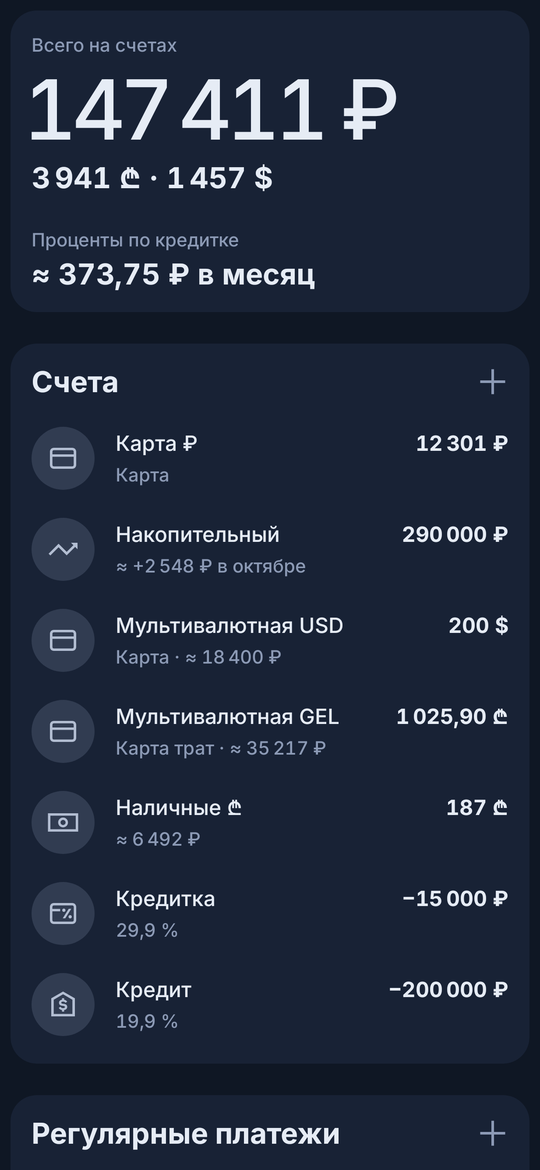 Всего на счетах
147 411 ₽
3 941 ₾ · 1 457 $
Проценты по кредитке
≈ 373,75 ₽ в месяц
Счета
Карта ₽
12 301 ₽
Карта
Накопительный
290 000 ₽
≈ +2 548 ₽ в октябре
Мультивалютная USD
200 $
Карта · ≈ 18 400 ₽
Мультивалютная GEL
1 025,90 ₾
Карта трат · ≈ 35 217 ₽
Наличные ₾
187 ₾
≈ 6 492 ₽
Кредитка
−15 000 ₽
29,9 %
Кредит
−200 000 ₽
19,9 %
Регулярные платежи